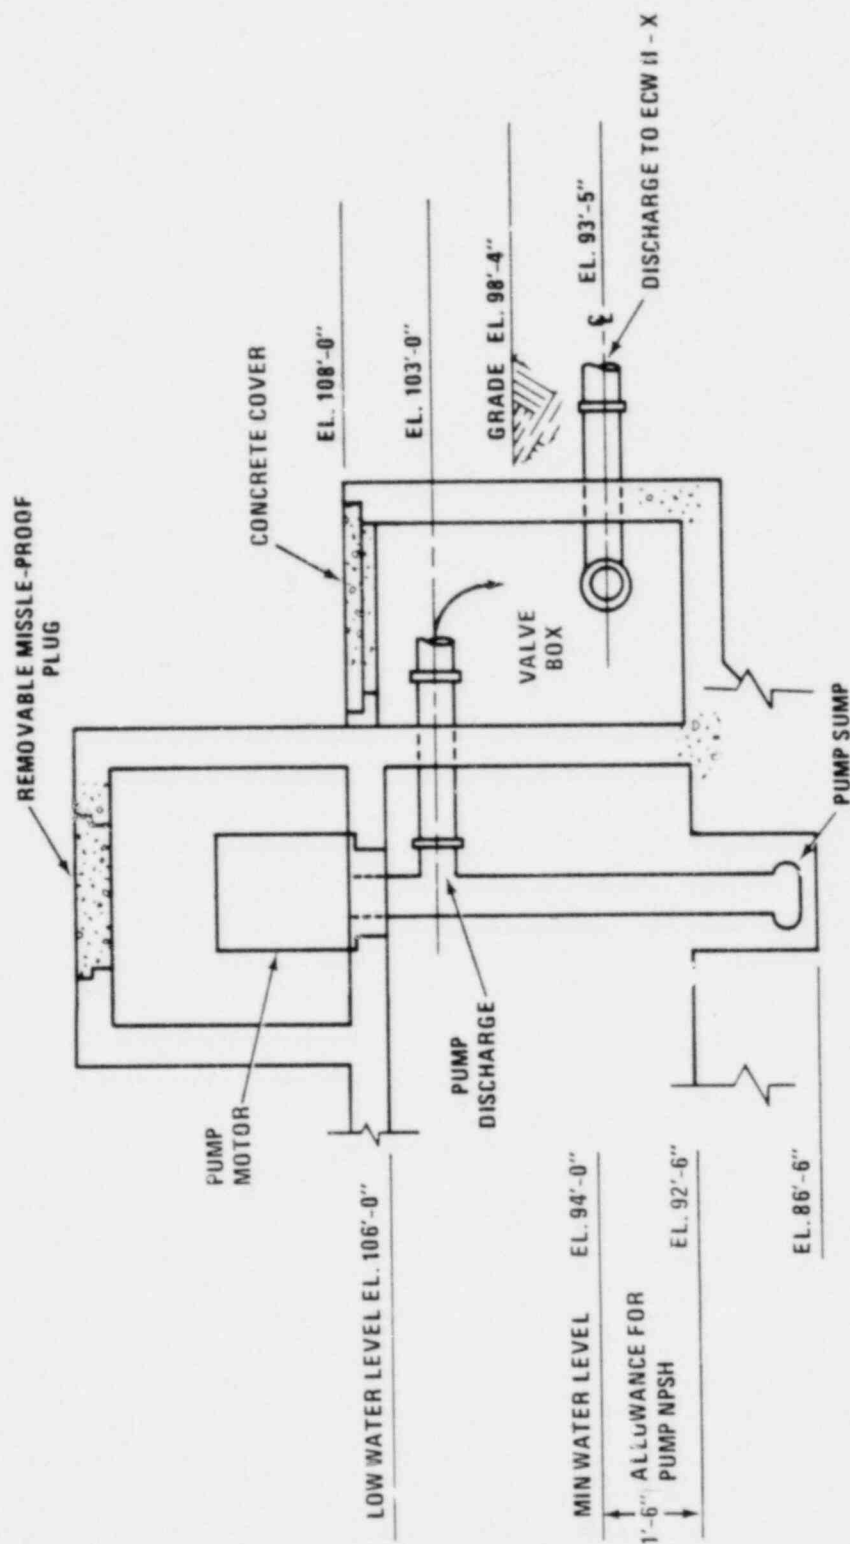 REMOVABLE MISSLE-PROOF
PLUG
CONCRETE COVER
EL. 108'-0"
EL. 103'-0"
GRADE EL. 98'-4"
EL. 93'-5"
DISCHARGE TO ECW H - X
VALVE
BOX
PUMP SUMP
PUMP
MOTOR
PUMP
DISCHARGE
LOW WATER LEVEL EL. 106'-0"
MIN WATER LEVEL EL. 94'-0"
1'-6" ALLOWANCE FOR
PUMP NPSH
EL. 92'-6"
EL. 86'-6"